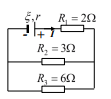 ξ, r
R₁ = 2Ω
+
R₂ = 3Ω
R₃ = 6Ω